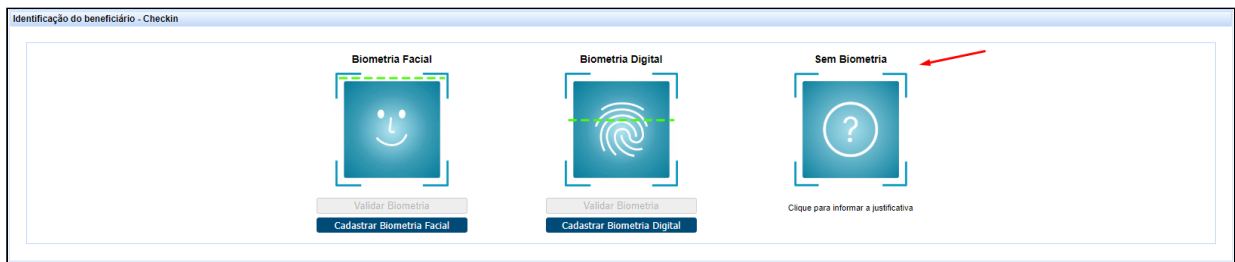 Identificação do beneficiário - Checkin
Biometria Facial
Biometria Digital
Sem Biometria
?
Validar Biometria
Validar Biometria
Clique para informar a justificativa
Cadastrar Biometria Facial
Cadastrar Biometria Digital